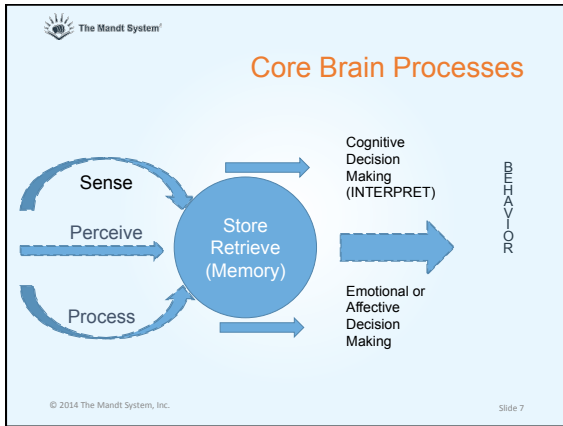 The Mandt System®
Core Brain Processes
Sense
Perceive
Process
Store
Retrieve
(Memory)
Cognitive
Decision
Making
(INTERPRET)
Emotional or
Affective
Decision
Making
BEHAVIOR
© 2014 The Mandt System, Inc.
Slide 7